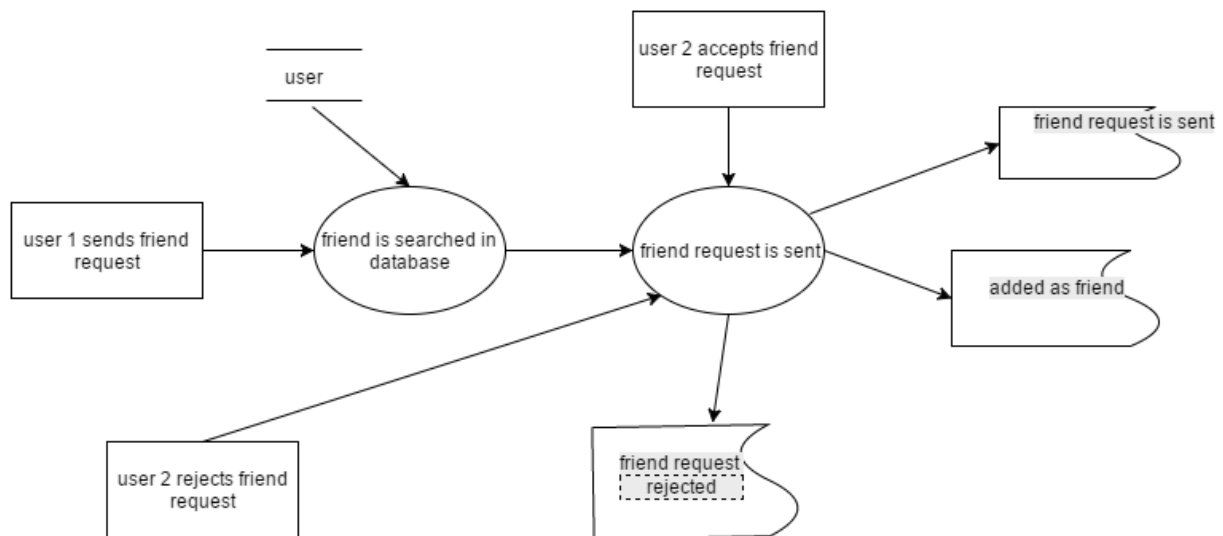 user 2 accepts friend
request
user
friend request is sent
user 1 sends friend
request
friend is searched in
database
friend request is sent
added as friend
user 2 rejects friend
request
friend request
rejected